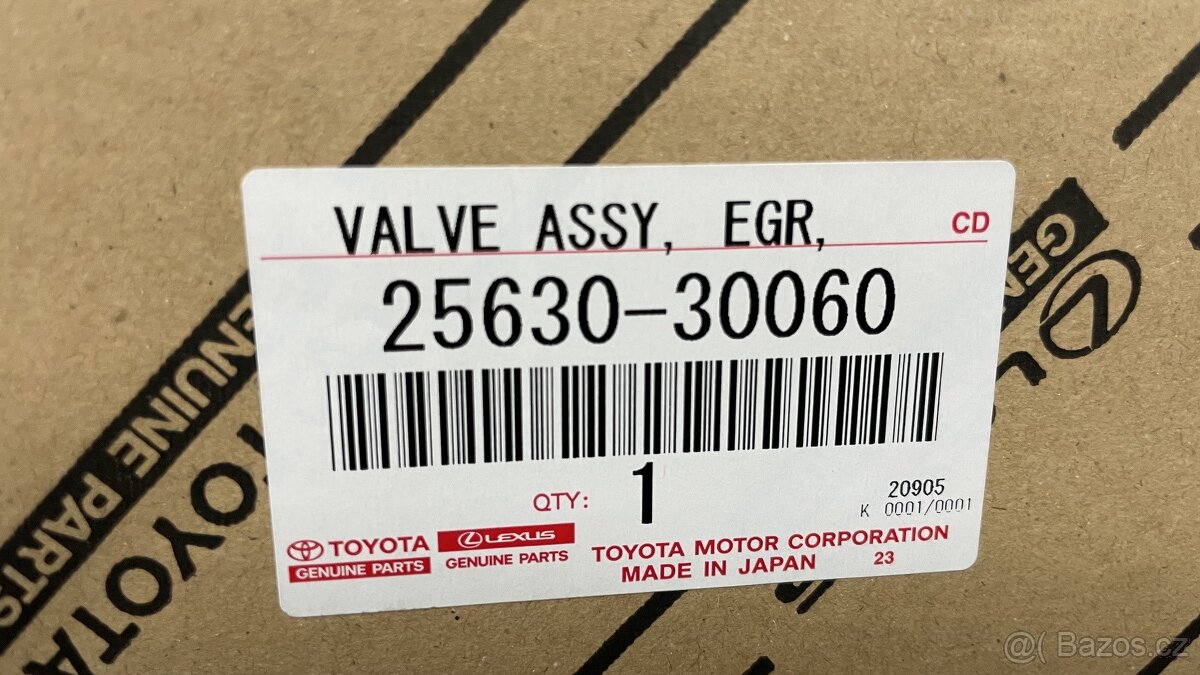 VALVE ASSY, EGR,
CD
25630-30060
QTY: 1
20905
K 0001/0001
TOYOTA
GENUINE PARTS
LEXUS
GENUINE PARTS
TOYOTA MOTOR CORPORATION
MADE IN JAPAN 23
GENUINE PARTS
TOYOTA
TOYOTA
@( Bazos.cz